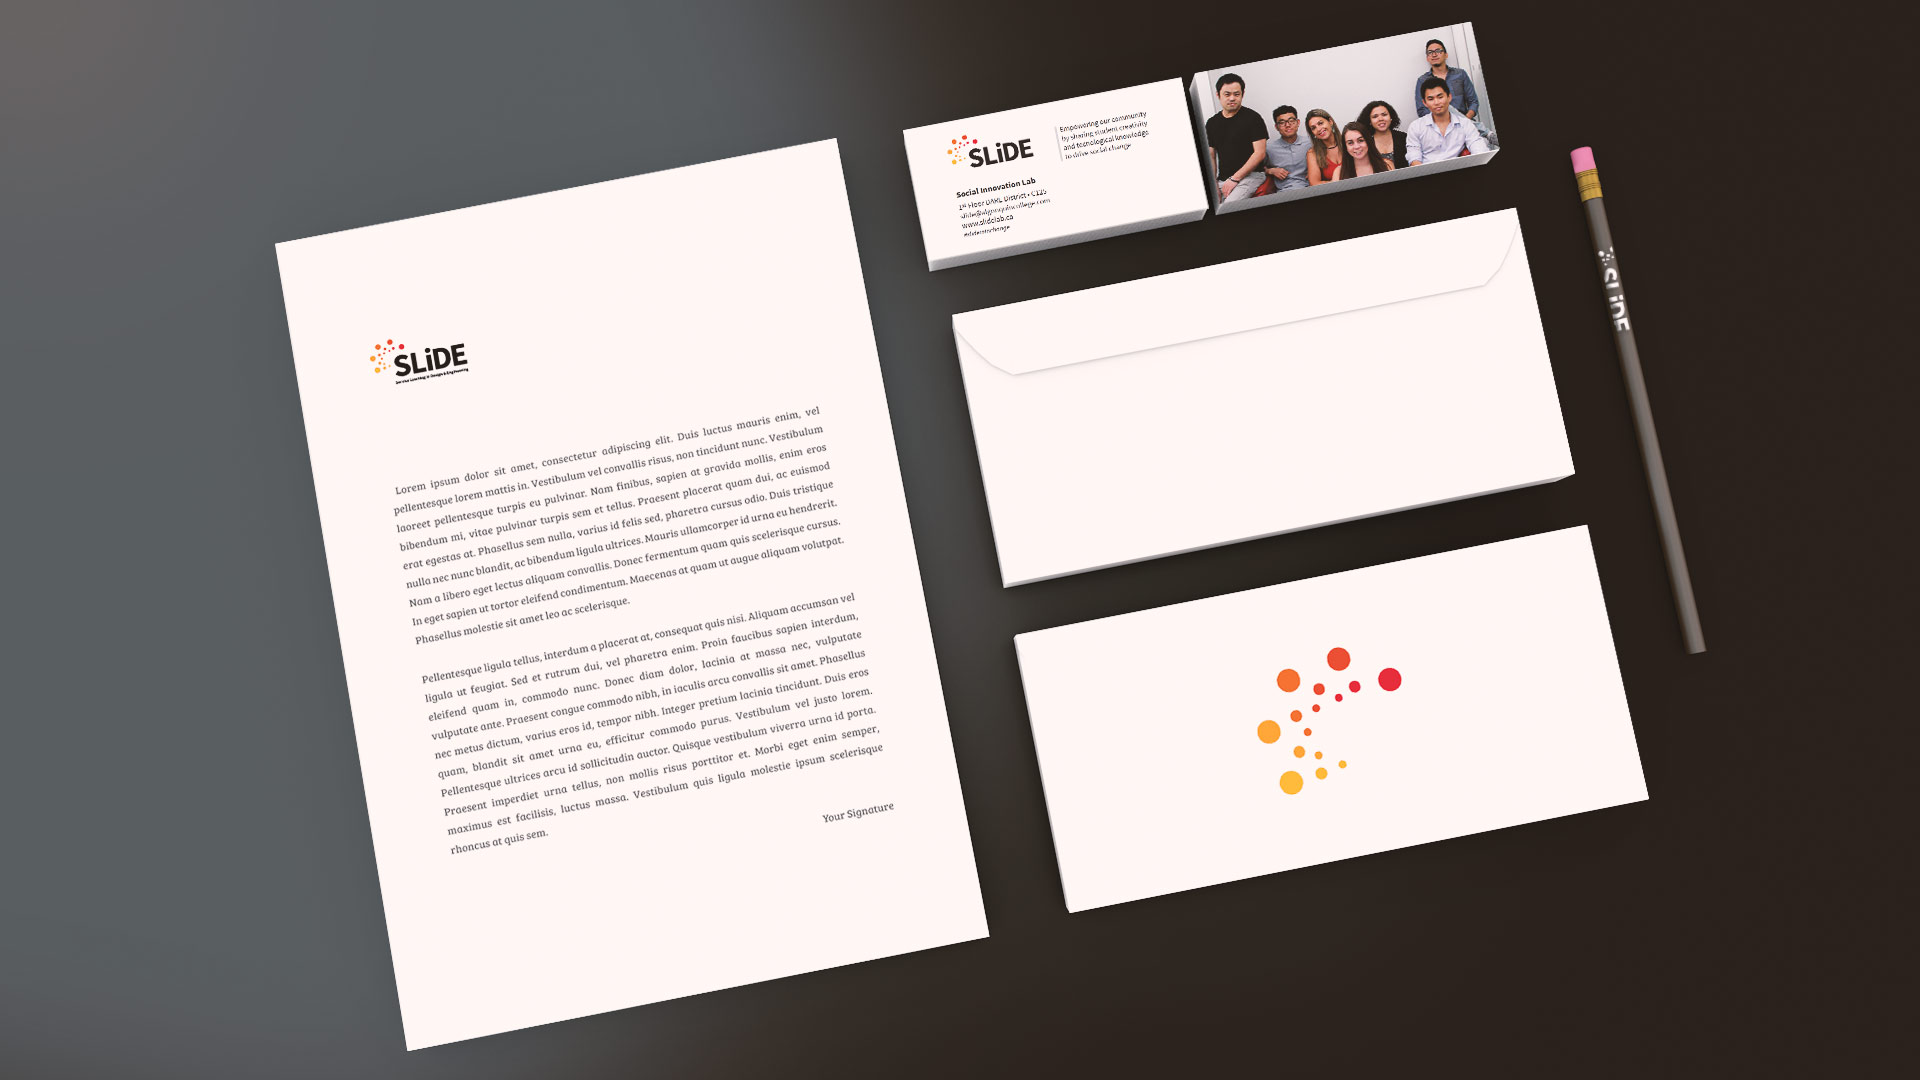 SLiDE
Service Learning in Design & Engineering
Lorem ipsum dolor sit amet, consectetur adipiscing elit. Duis luctus mauris enim, vel
pellentesque lorem mattis in. Vestibulum vel convallis risus, non tincidunt nunc. Vestibulum
laoreet pellentesque turpis eu pulvinar. Nam finibus, sapien at gravida mollis, enim eros
bibendum mi, vitae pulvinar turpis sem et tellus. Praesent placerat quam dui, ac euismod
erat egestas at. Phasellus sem nulla, varius id felis sed, pharetra cursus odio. Duis tristique
nulla nec nunc blandit, ac bibendum ligula ultrices. Mauris ullamcorper id urna eu hendrerit.
Nam a libero eget lectus aliquam convallis. Donec fermentum quam quis scelerisque cursus.
In eget sapien ut tortor eleifend condimentum. Maecenas at quam ut augue aliquam volutpat.
Phasellus molestie sit amet leo ac scelerisque.
Pellentesque ligula tellus, interdum a placerat at, consequat quis nisi. Aliquam accumsan vel
ligula ut feugiat. Sed et rutrum dui, vel pharetra enim. Proin faucibus sapien interdum,
eleifend quam in, commodo nunc. Donec diam dolor, lacinia at massa nec, vulputate
vulputate ante. Praesent congue commodo nibh, in iaculis arcu convallis sit amet. Phasellus
nec metus dictum, varius eros id, tempor nibh. Integer pretium lacinia tincidunt. Duis eros
quam, blandit sit amet urna eu, efficitur commodo purus. Vestibulum vel justo lorem.
Pellentesque ultrices arcu id sollicitudin auctor. Quisque vestibulum viverra urna id porta.
Praesent imperdiet urna tellus, non mollis risus porttitor et. Morbi eget enim semper,
maximus est facilisis, luctus massa. Vestibulum quis ligula molestie ipsum scelerisque
rhoncus at quis sem.
Your Signature
SLiDE
Empowering our community
by sharing student creativity
and tecnological knowledge
to drive social change
Social Innovation Lab
1st Floor DARE District • C125
slide@algonquincollege.com
www.slidelab.ca
SLiDE